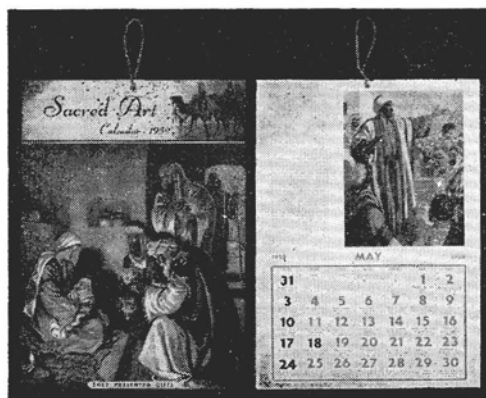 Sacred Art
Calendar - 1959
THEY PRESENTED GIFTS
MAY
31 1 2
3 4 5 6 7 8 9
10 11 12 13 14 15 16
17 18 19 20 21 22 23
24 25 26 27 28 29 30